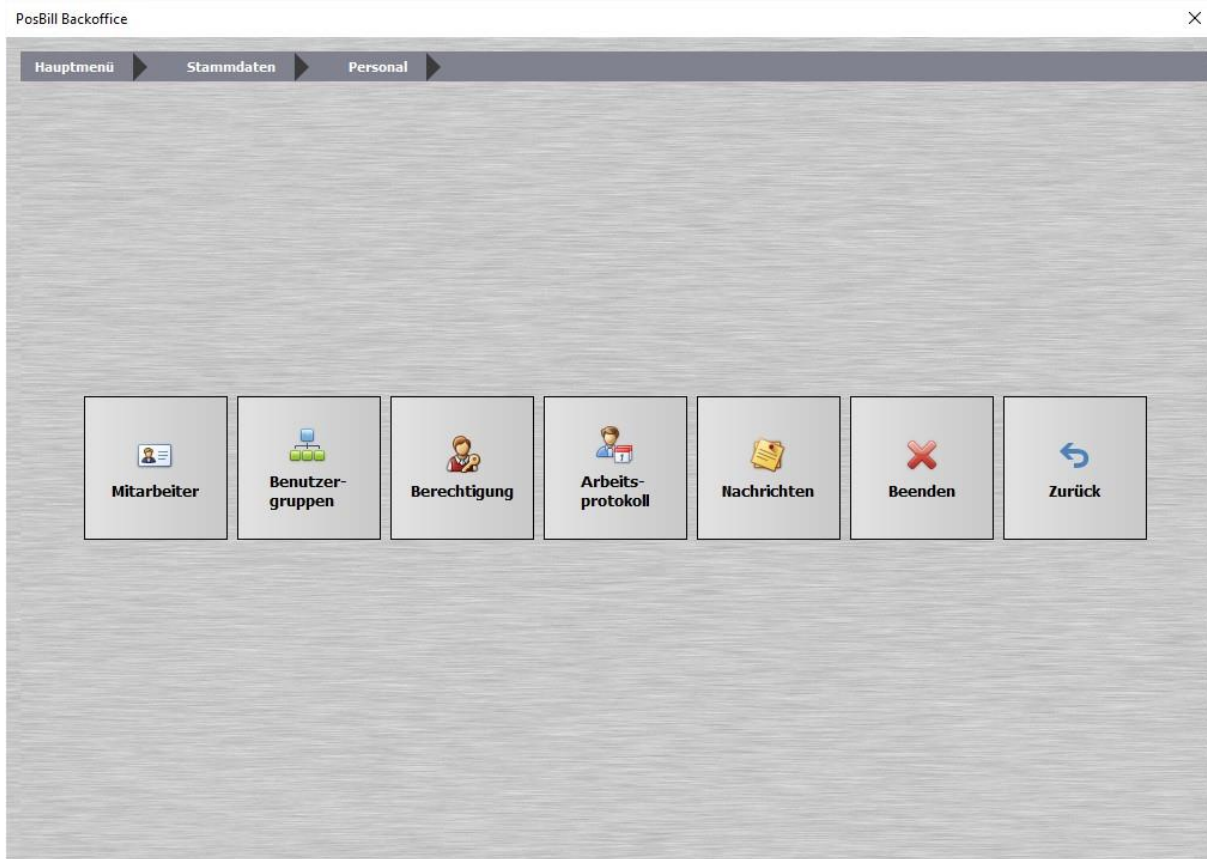 PosBill Backoffice
Hauptmenü Stammdaten Personal
Mitarbeiter
Benutzer-
gruppen
Berechtigung
Arbeits-
protokoll
Nachrichten
Beenden
Zurück